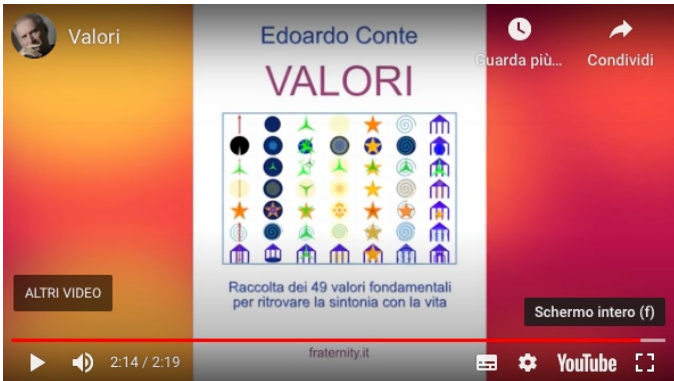 Valori
Edoardo Conte
VALORI
Guarda più...
Condividi
Raccolta dei 49 valori fondamentali
per ritrovare la sintonia con la vita
ALTRI VIDEO
Schermo intero (f)
2:14 / 2:19
fraternity.it
YouTube